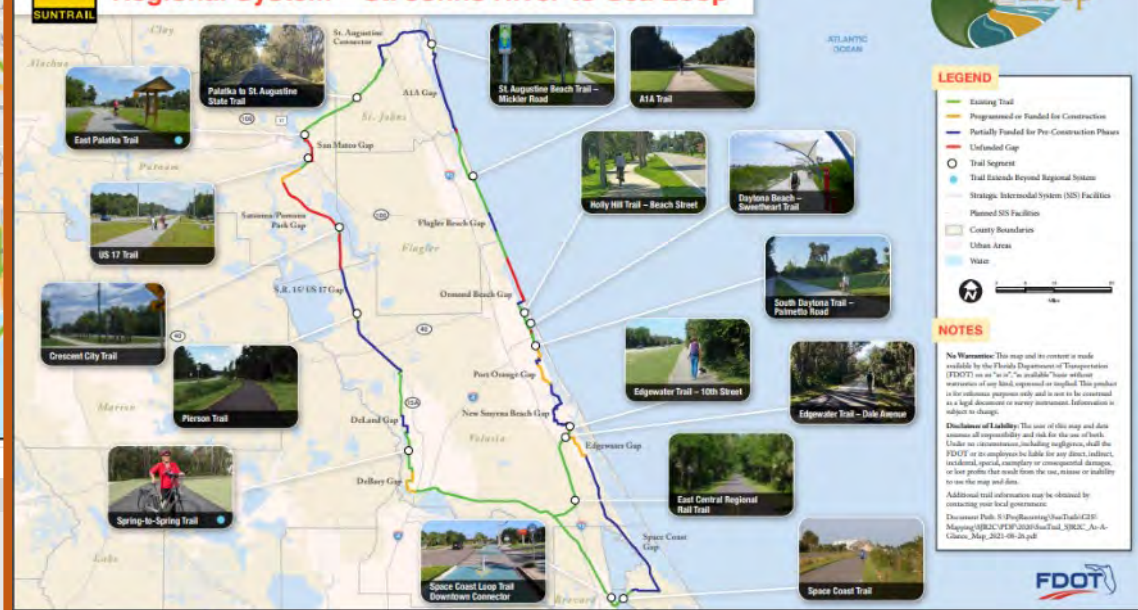 SUNTRAIL
Regional System - St. Johns River to Sea Loop
Loop
Clay
St. Augustine
Connector
ATLANTIC
OCEAN
Alachua
Palatka to St. Augustine
State Trail
St. Augustine Beach Trail –
Mickler Road
A1A Trail
A1A Gap
St. Johns
East Palatka Trail
San Mateo Gap
Putnam
Holly Hill Trail – Beach Street
Daytona Beach –
Sweetheart Trail
US 17 Trail
Satsuma/Pomona
Park Gap
Flagler Beach Gap
Flagler
S.R. 15/ US 17 Gap
Ormond Beach Gap
South Daytona Trail –
Palmetto Road
Crescent City Trail
40
40
Pierson Trail
Port Orange Gap
Edgewater Trail – 10th Street
Edgewater Trail – Dale Avenue
Marion
15A
DeLand Gap
New Smyrna Beach Gap
Volusia
Edgewater Gap
DeBary Gap
East Central Regional
Rail Trail
Spring-to-Spring Trail
Space Coast
Gap
Space Coast Loop Trail
Downtown Connector
Space Coast Trail
Brevard
LEGEND
Existing Trail
Programmed or Funded for Construction
Partially Funded for Pre-Construction Phases
Unfunded Gap
Trail Segment
Trail Extends Beyond Regional System
Strategic Intermodal System (SIS) Facilities
Planned SIS Facilities
County Boundaries
Urban Areas
Water
N
Miles
NOTES
No Warranties: This map and its content is made
available by the Florida Department of Transportation
(FDOT) on an "as is", "as available" basis without
warranties of any kind, expressed or implied. This product
is for reference purposes only and is not to be construed
as a legal document or survey instrument. Information is
subject to change.
Disclaimer of Liability: The user of this map and data
assumes all responsibility and risk for the use of both.
Under no circumstances, including negligence, shall the
FDOT or its employees be liable for any direct, indirect,
incidental, special, exemplary or consequential damages,
or lost profits that result from the use, misuse or inability
to use the map and data.
Additional trail information may be obtained by
contacting your local government.
FDOT